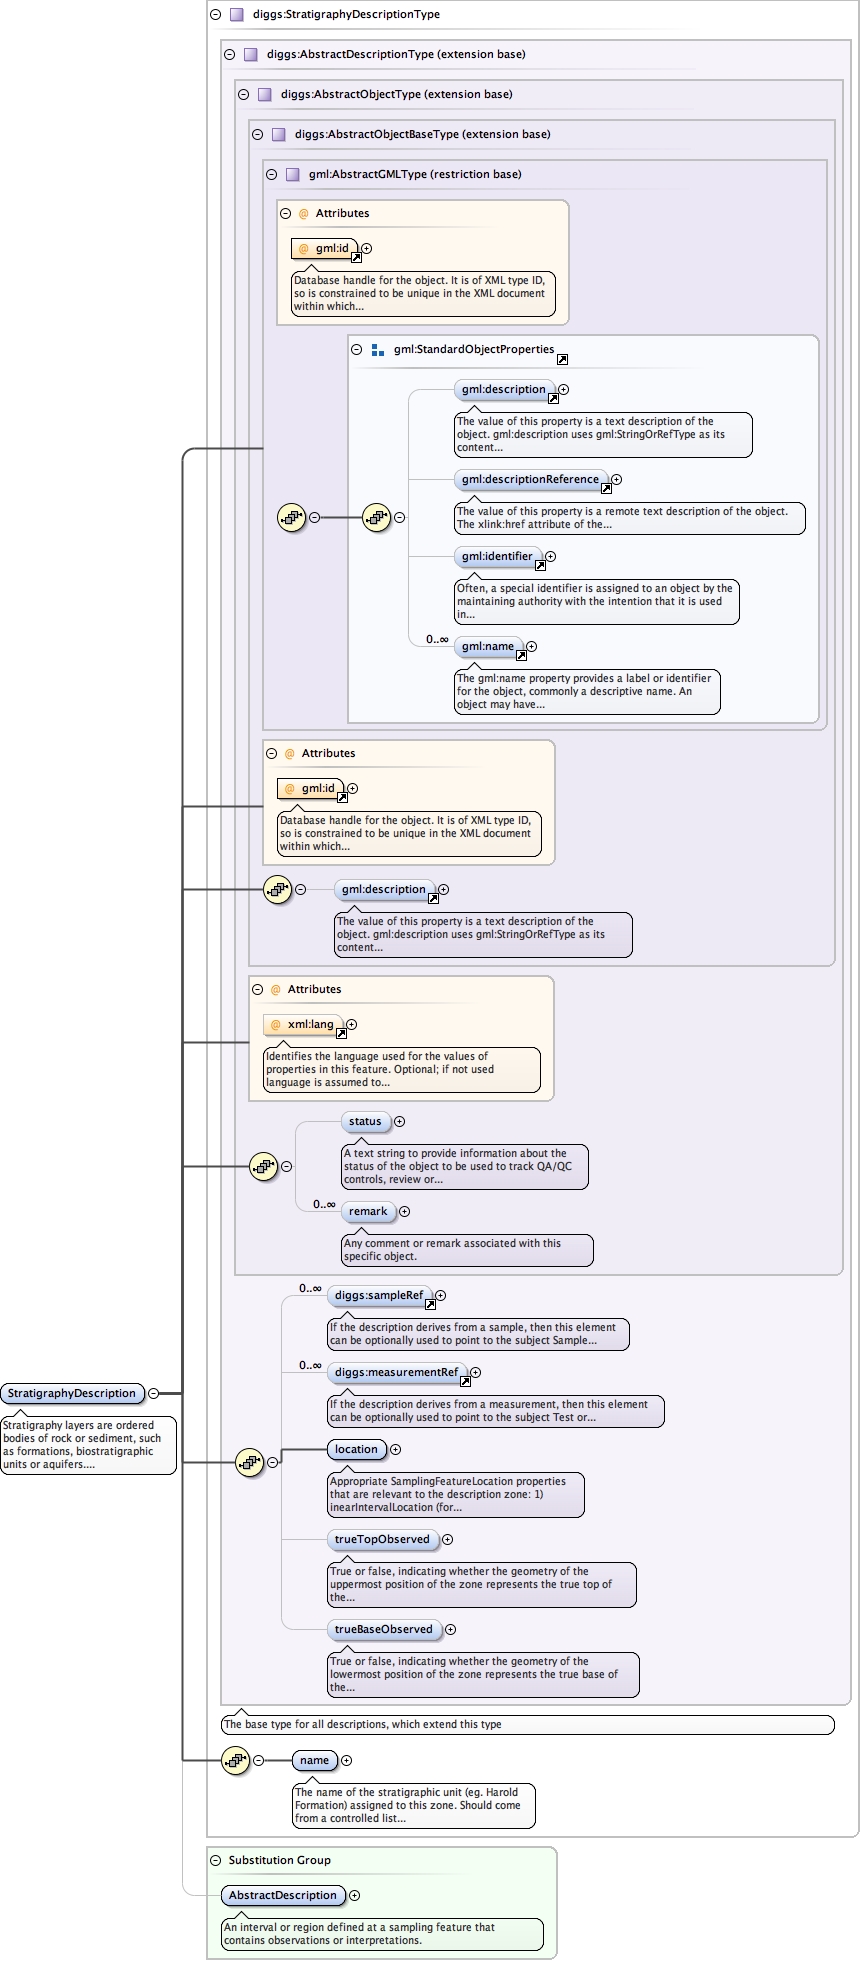 diggs:StratigraphyDescriptionType
diggs:AbstractDescriptionType (extension base)
diggs:AbstractObjectType (extension base)
diggs:AbstractObjectBaseType (extension base)
gml:AbstractGMLType (restriction base)
@ Attributes
@ gml:id
Database handle for the object. It is of XML type ID,
so is constrained to be unique in the XML document
within which...
gml:StandardObjectProperties
gml:description
The value of this property is a text description of the
object. gml:description uses gml:StringOrRefType as its
content...
gml:descriptionReference
The value of this property is a remote text description of the object.
The xlink:href attribute of the...
gml:identifier
Often, a special identifier is assigned to an object by the
maintaining authority with the intention that it is used
in...
0..∞
gml:name
The gml:name property provides a label or identifier
for the object, commonly a descriptive name. An
object may have...
@ Attributes
@ gml:id
Database handle for the object. It is of XML type ID,
so is constrained to be unique in the XML document
within which...
gml:description
The value of this property is a text description of the
object. gml:description uses gml:StringOrRefType as its
content...
@ Attributes
@ xml:lang
Identifies the language used for the values of
properties in this feature. Optional; if not used
language is assumed to...
status
A text string to provide information about the
status of the object to be used to track QA/QC
controls, review or...
0..∞
remark
Any comment or remark associated with this
specific object.
0..∞
diggs:sampleRef
If the description derives from a sample, then this element
can be optionally used to point to the subject Sample...
0..∞
diggs:measurementRef
If the description derives from a measurement, then this element
can be optionally used to point to the subject Test or...
StratigraphyDescription
Stratigraphy layers are ordered
bodies of rock or sediment, such
as formations, biostratigraphic
units or aquifers....
location
Appropriate SamplingFeatureLocation properties
that are relevant to the description zone: 1)
inearIntervalLocation (for...
trueTopObserved
True or false, indicating whether the geometry of the
uppermost position of the zone represents the true top of
the...
trueBaseObserved
True or false, indicating whether the geometry of the
lowermost position of the zone represents the true base of
the...
The base type for all descriptions, which extend this type
name
The name of the stratigraphic unit (eg. Harold
Formation) assigned to this zone. Should come
from a controlled list...
Substitution Group
AbstractDescription
An interval or region defined at a sampling feature that
contains observations or interpretations.